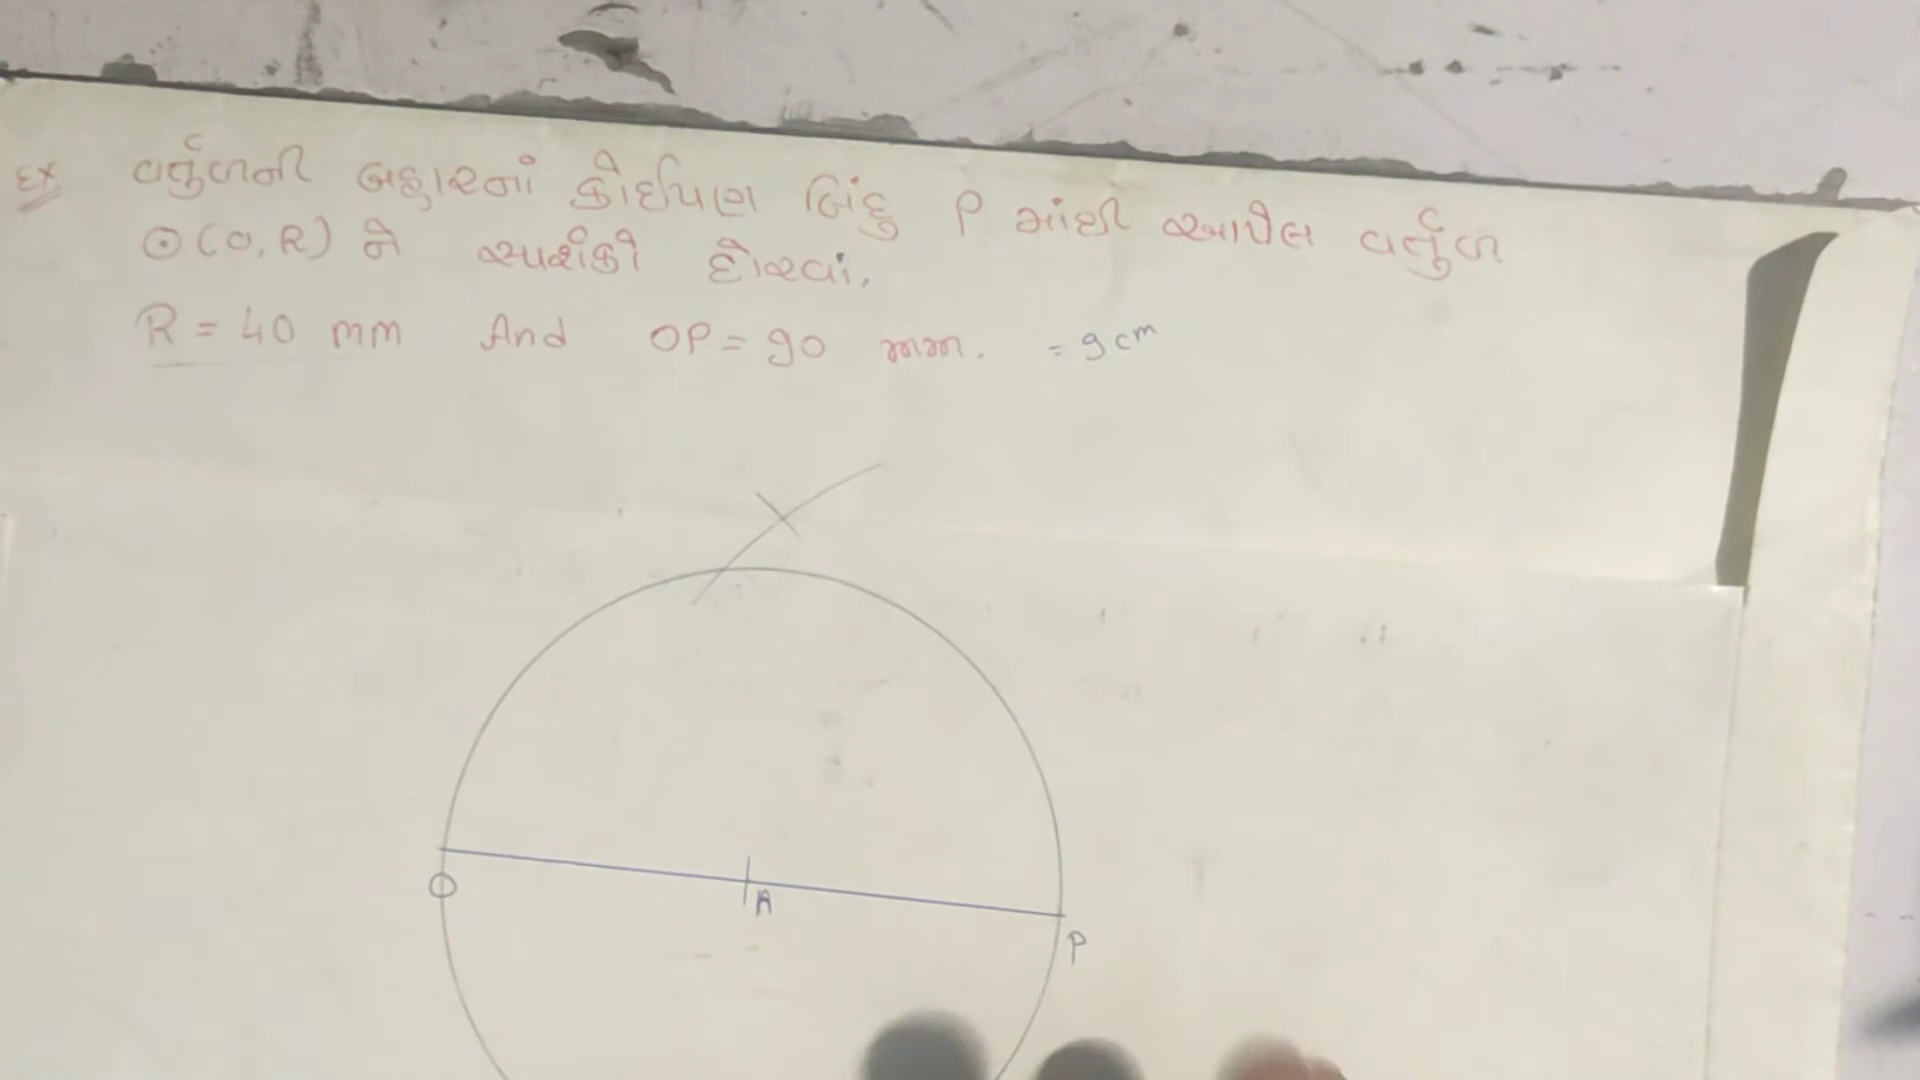 Ex વર્તુળની બહારનાં કોઈપણ બિંદુ P માંથી આપેલ વર્તુળ
⊙(O,R) ને સ્પર્શકો દોરવાં.
R = 40 mm And OP = 90 mm. = 9 cm
O
A
P